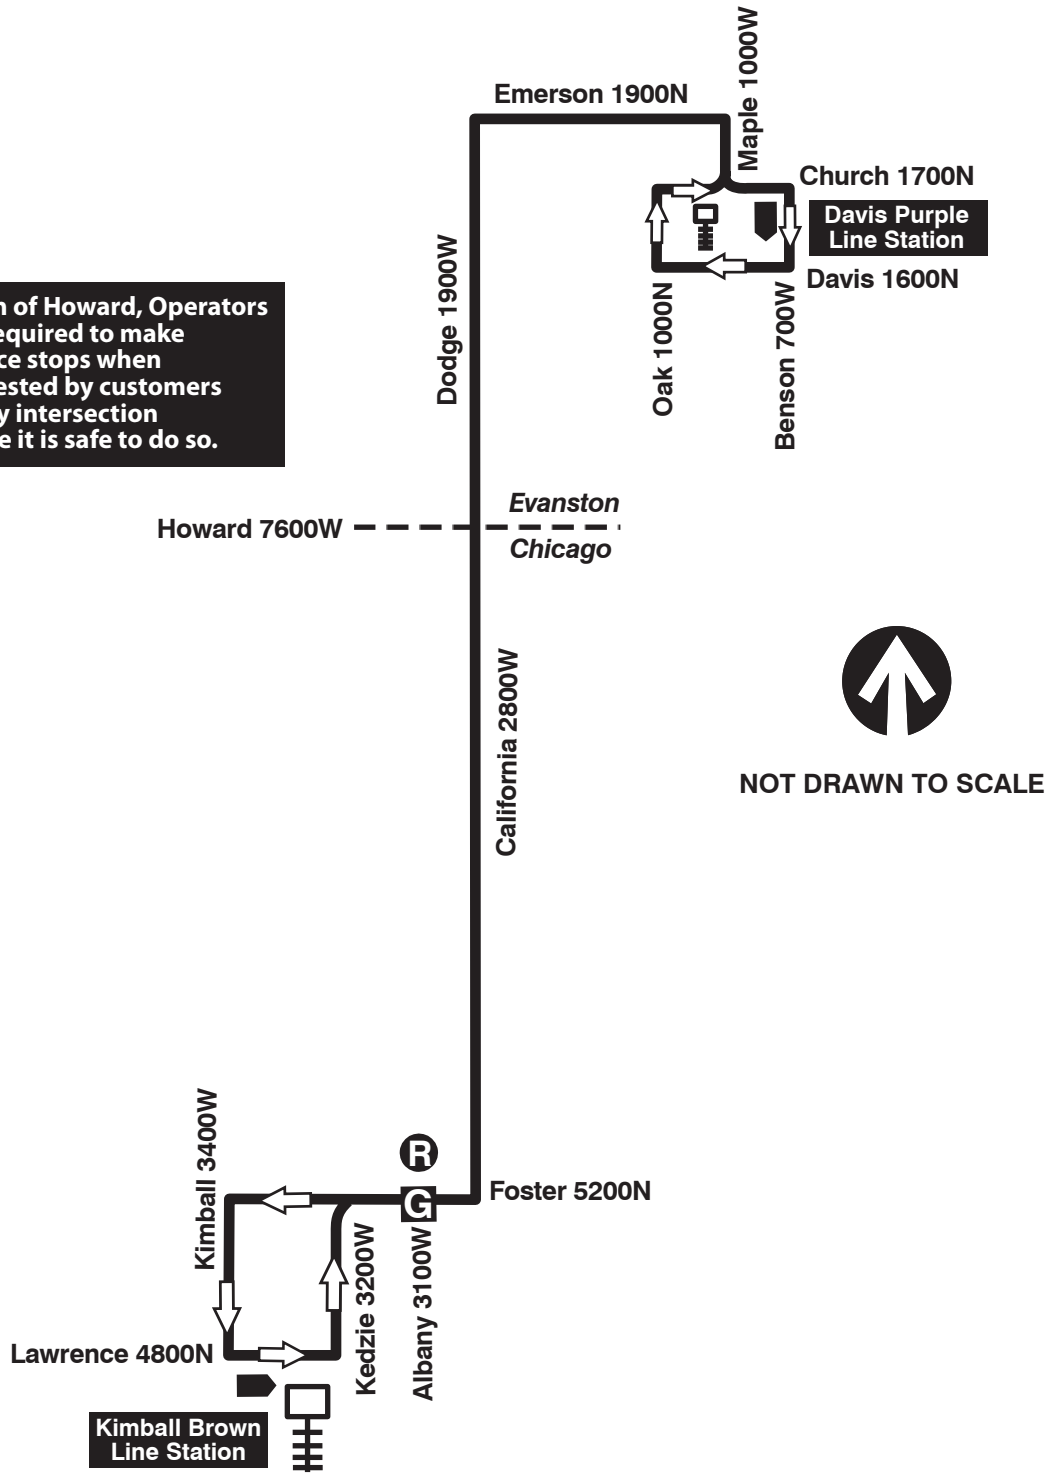 Maple 1000W
Emerson 1900N
Church 1700N
Davis Purple
Line Station
Davis 1600N
Dodge 1900W
Oak 1000N
Benson 700W
of Howard, Operators
to make
stops when
by customers
intersection
it is safe to do so.
Evanston
Howard 7600W
Chicago
California 2800W
NOT DRAWN TO SCALE
Kimball 3400W
R
G
Foster 5200N
Kedzie 3200W
Albany 3100W
Lawrence 4800N
Kimball Brown
Line Station